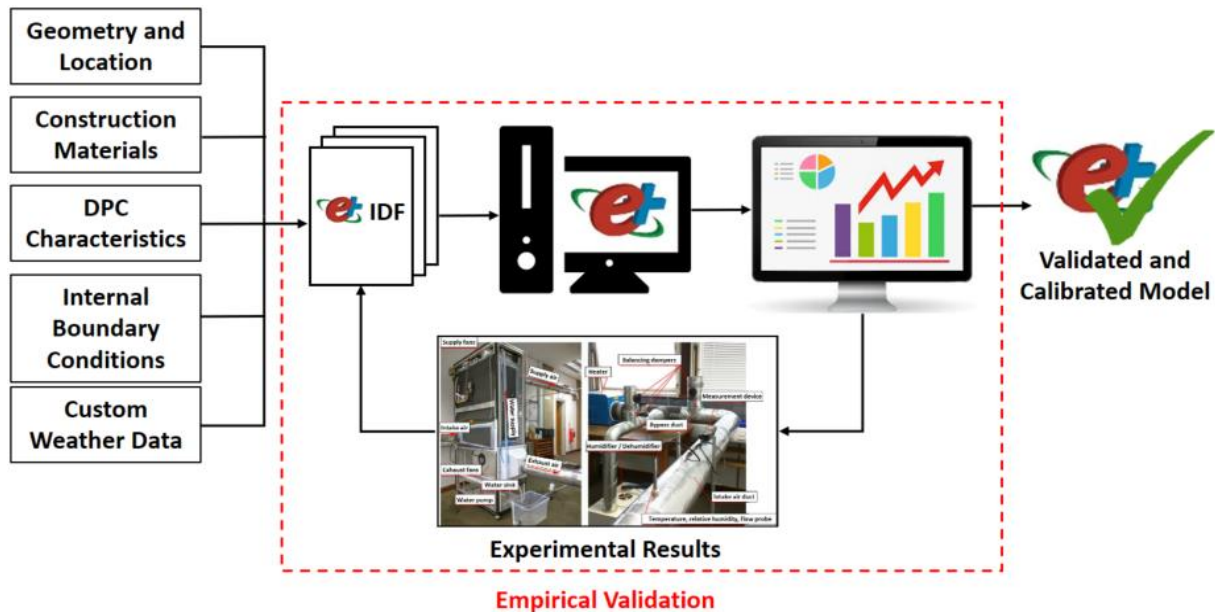 Geometry and
Location
Construction
Materials
DPC
Characteristics
Internal
Boundary
Conditions
Custom
Weather Data
e+ IDF
e+
e+
Validated and
Calibrated Model
Supply fans
Supply air
Water supply
Intake air
Exhaust fans
Exhaust air
Water sink
Water pump
Balancing dampers
Heater
Measurement device
Bypass duct
Humidifier / Dehumidifier
Intake air duct
Temperature, relative humidity, flow probe
Experimental Results
Empirical Validation